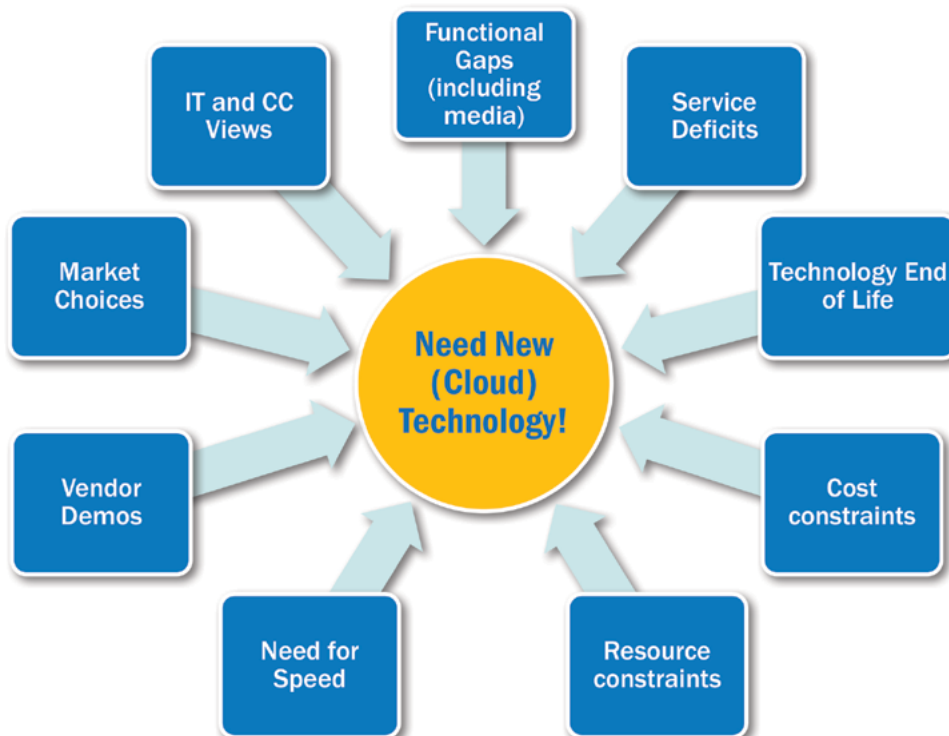 Functional
Gaps
(including
media)
Service
Deficits
Technology End
of Life
Cost
constraints
Resource
constraints
Need for
Speed
Vendor
Demos
Market
Choices
IT and CC
Views
Need New
(Cloud)
Technology!